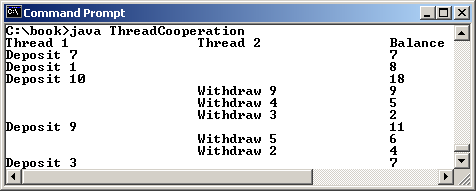 Command Prompt
C:\book>java ThreadCooperation
Thread 1 Thread 2 Balance
Deposit 7 7
Deposit 1 8
Deposit 10 18
Withdraw 9 9
Withdraw 4 5
Withdraw 3 2
Deposit 9 11
Withdraw 5 6
Withdraw 2 4
Deposit 3 7